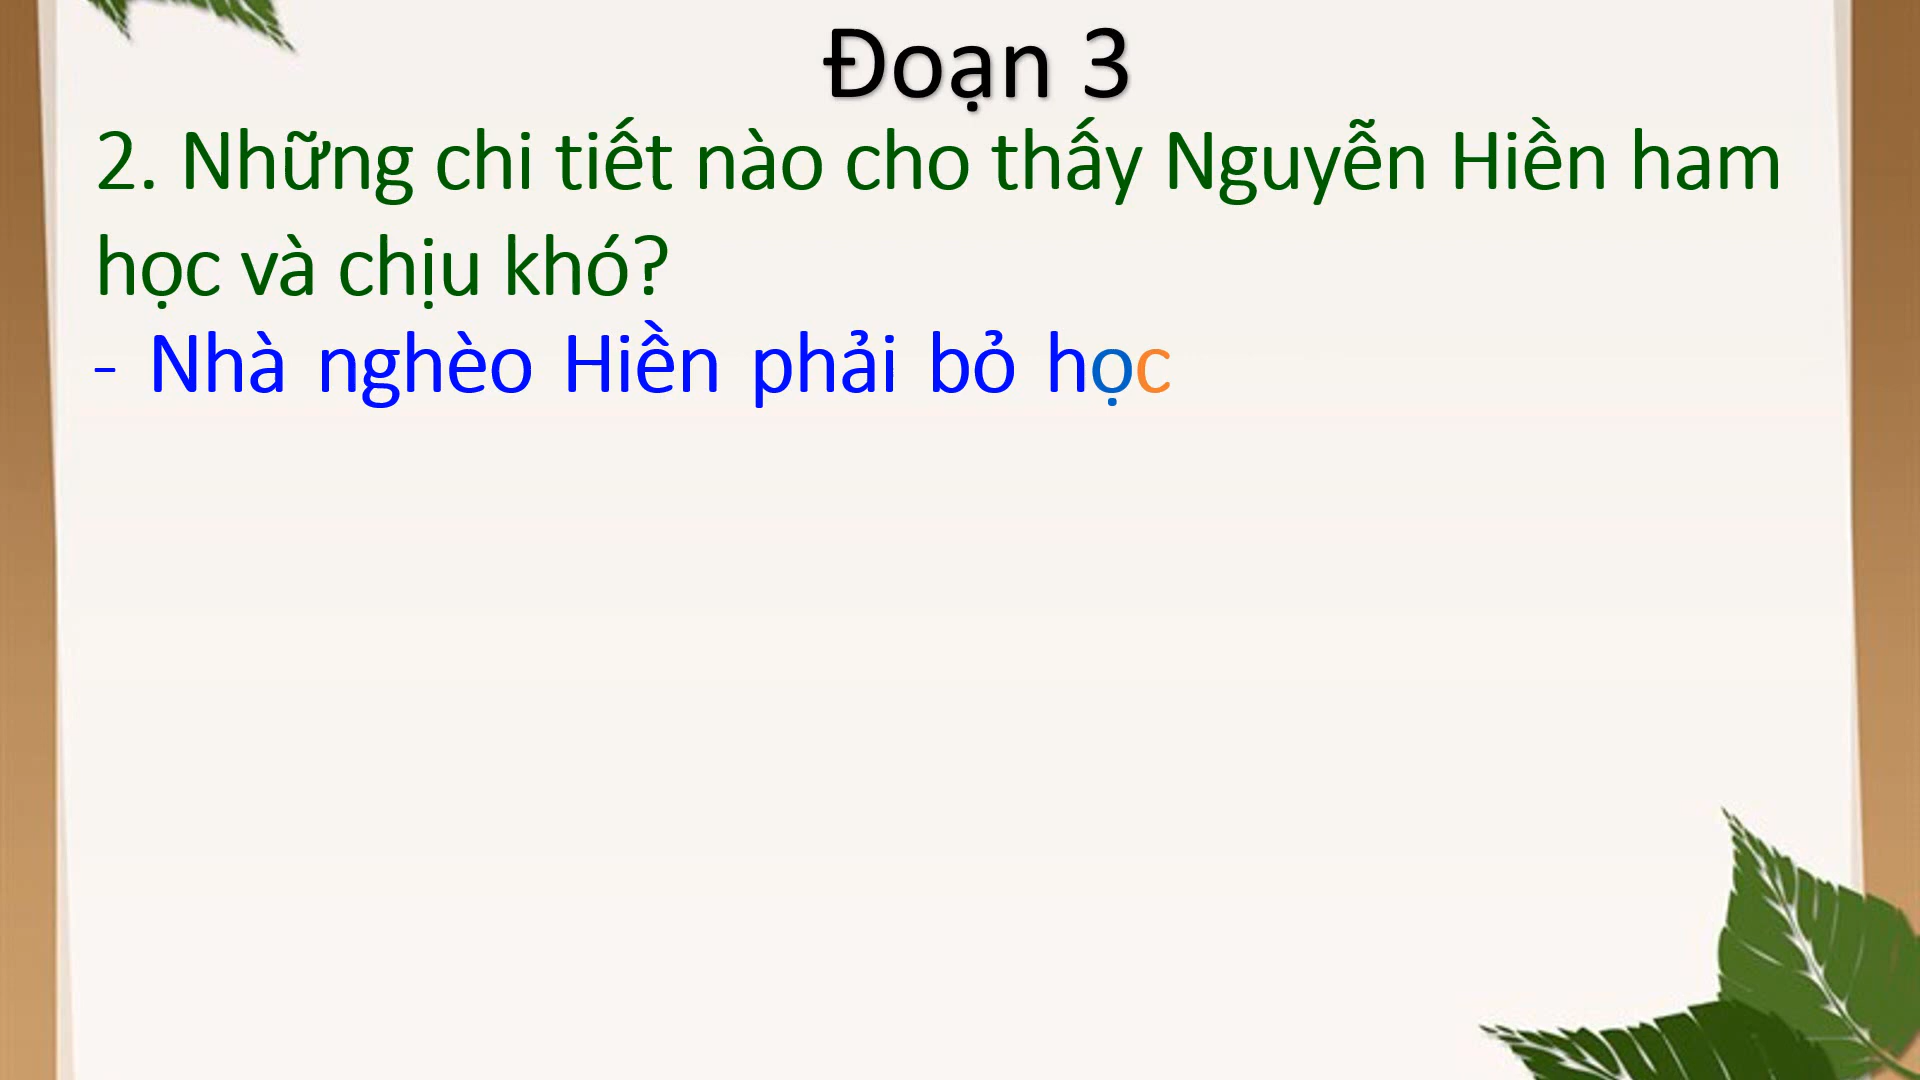 Đoạn 3
2. Những chi tiết nào cho thấy Nguyễn Hiền ham
học và chịu khó?
- Nhà nghèo Hiền phải bỏ học